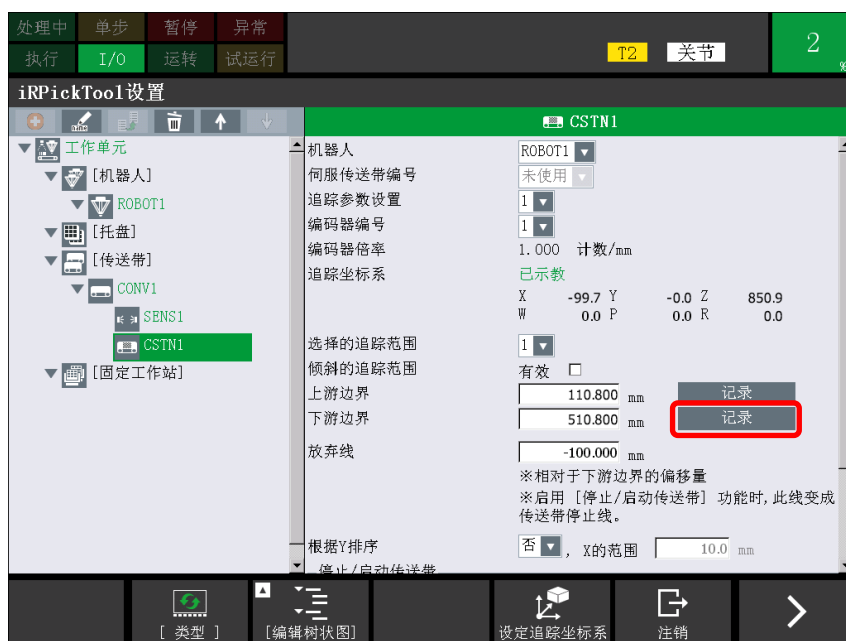 处理中 单步 暂停 异常
执行 I/O 运转 试运行
T2 关节
2
%
iRPickTool设置
CSTN1
工作单元
[机器人]
ROBOT1
[托盘]
[传送带]
CONV1
SENS1
CSTN1
[固定工作站]
机器人 ROBOT1
伺服传送带编号 未使用
追踪参数设置 1
编码器编号 1
编码器倍率 1.000 计数/mm
追踪坐标系 已示教
X -99.7 Y -0.0 Z 850.9
W 0.0 P 0.0 R 0.0
选择的追踪范围 1
倾斜的追踪范围 有效
上游边界 110.800 mm 记录
下游边界 510.800 mm 记录
放弃线 -100.000 mm
※相对于下游边界的偏移量
※启用 [停止/启动传送带] 功能时,此线变成
传送带停止线。
根据Y排序 否 , X的范围 10.0 mm
停止/启动传送带
[ 类型 ] [编辑树状图] 设定追踪坐标系 注销